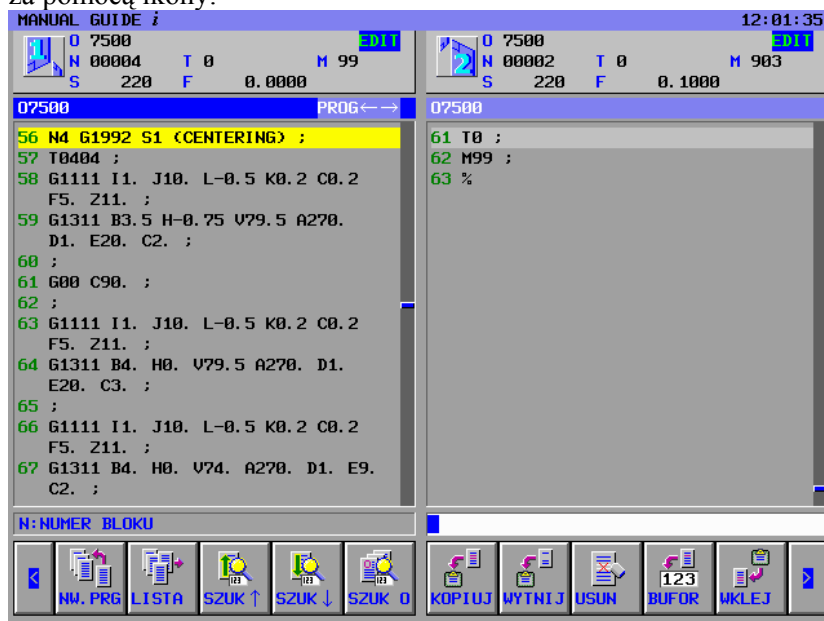 za pomocą ikony:
MANUAL GUIDE i 12:01:35
1 O 7500 EDIT
N 00004 T 0 M 99
S 220 F 0.0000
2 O 7500 EDIT
N 00002 T 0 M 903
S 220 F 0.1000
O7500 PROG←→
56 N4 G1992 S1 (CENTERING) ;
57 T0404 ;
58 G1111 I1. J10. L-0.5 K0.2 C0.2
F5. Z11. ;
59 G1311 B3.5 H-0.75 V79.5 A270.
D1. E20. C2. ;
60 ;
61 G00 C90. ;
62 ;
63 G1111 I1. J10. L-0.5 K0.2 C0.2
F5. Z11. ;
64 G1311 B4. H0. V79.5 A270. D1.
E20. C3. ;
65 ;
66 G1111 I1. J10. L-0.5 K0.2 C0.2
F5. Z11. ;
67 G1311 B4. H0. V74. A270. D1. E9.
C2. ;
O7500
61 T0 ;
62 M99 ;
63 %
N:NUMER BLOKU
< NW.PRG LISTA SZUK↑ SZUK↓ SZUK O KOPIUJ WYTNIJ USUN BUFOR WKLEJ >